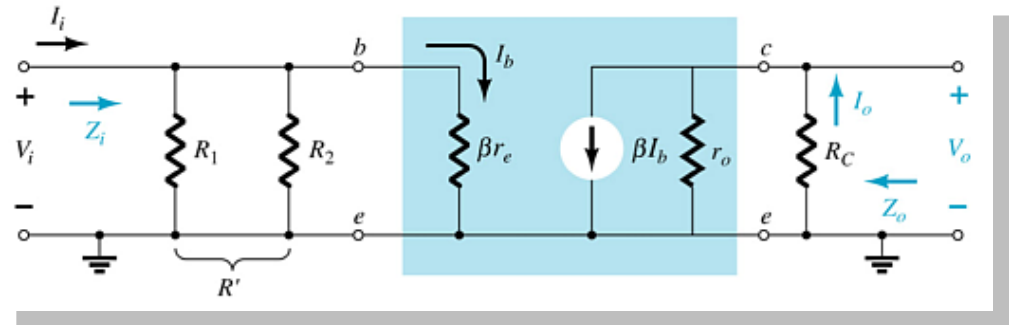 I_i
b
I_b
c
+
Z_i
V_i
R_1
R_2
βr_e
βI_b
r_o
R_C
I_o
+
V_o
Z_o
−
e
e
−
R'